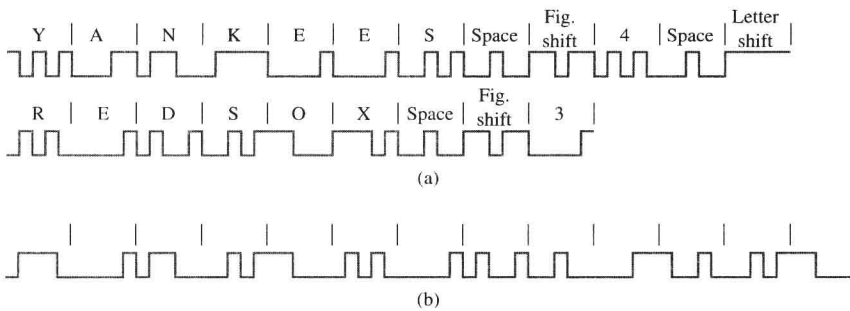 Y | A | N | K | E | E | S | Space | Fig. shift | 4 | Space | Letter shift |
R | E | D | S | O | X | Space | Fig. shift | 3 |
(a)
(b)